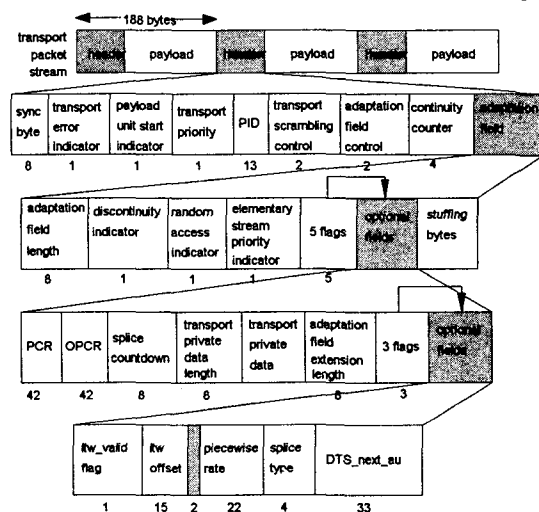 188 bytes
transport packet stream
header payload header payload header payload
sync byte
transport error indicator
payload unit start indicator
transport priority
PID
transport scrambling control
adaptation field control
continuity counter
adaptation field
8 1 1 1 13 2 2 4
adaptation field length
discontinuity indicator
random access indicator
elementary stream priority indicator
5 flags
optional fields
stuffing bytes
8 1 1 1 5
PCR
OPCR
splice countdown
transport private data length
transport private data
adaptation field extension length
3 flags
optional fields
42 42 8 8 8 3
ltw_valid flag
ltw offset
2
piecewise rate
splice type
DTS_next_au
1 15 22 4 33